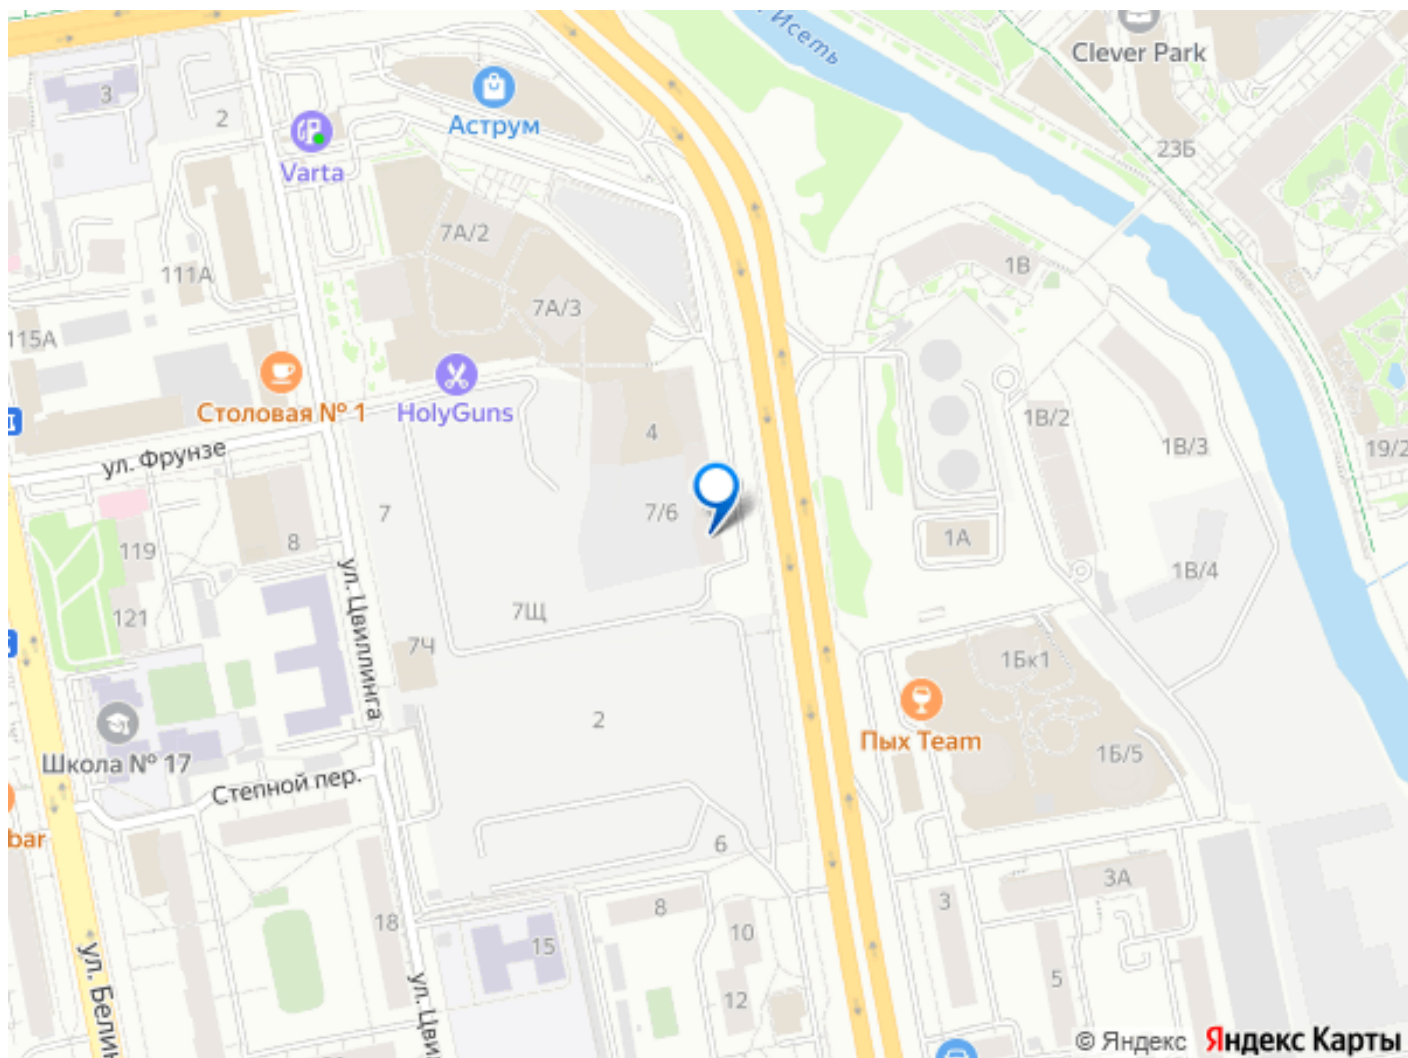 Исеть
Clever Park
3
2
Аструм
Varta
23Б
7А/2
1В
111А
7А/3
115А
Столовая № 1
HolyGuns
4
1В/2
1В/3
19/2
ул. Фрунзе
7
7/6
8
119
1А
1В/4
121
ул. Цвиллинга
7Щ
7Ч
1Бк1
2
Школа № 17
Пых Team
1Б/5
Степной пер.
bar
6
3А
18
8
3
10
15
ул. Белин
ул. Цви
5
12
© Яндекс Яндекс Карты